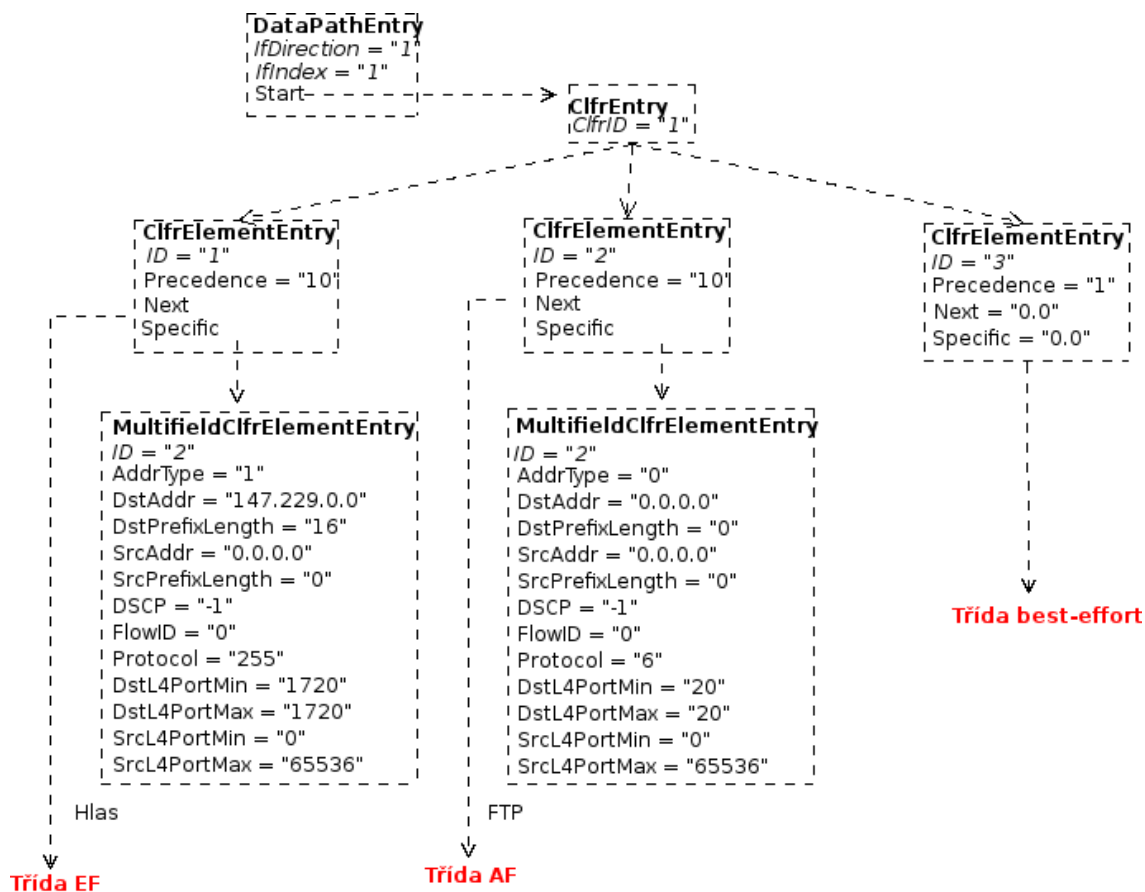 DataPathEntry
IfDirection = "1"
IfIndex = "1"
Start
ClfrEntry
ClfrID = "1"
ClfrElementEntry
ID = "1"
Precedence = "10"
Next
Specific
ClfrElementEntry
ID = "2"
Precedence = "10"
Next
Specific
ClfrElementEntry
ID = "3"
Precedence = "1"
Next = "0.0"
Specific = "0.0"
MultifieldClfrElementEntry
ID = "2"
AddrType = "1"
DstAddr = "147.229.0.0"
DstPrefixLength = "16"
SrcAddr = "0.0.0.0"
SrcPrefixLength = "0"
DSCP = "-1"
FlowID = "0"
Protocol = "255"
DstL4PortMin = "1720"
DstL4PortMax = "1720"
SrcL4PortMin = "0"
SrcL4PortMax = "65536"
MultifieldClfrElementEntry
ID = "2"
AddrType = "0"
DstAddr = "0.0.0.0"
DstPrefixLength = "0"
SrcAddr = "0.0.0.0"
SrcPrefixLength = "0"
DSCP = "-1"
FlowID = "0"
Protocol = "6"
DstL4PortMin = "20"
DstL4PortMax = "20"
SrcL4PortMin = "0"
SrcL4PortMax = "65536"
Třída best-effort
Hlas
FTP
Třída EF
Třída AF